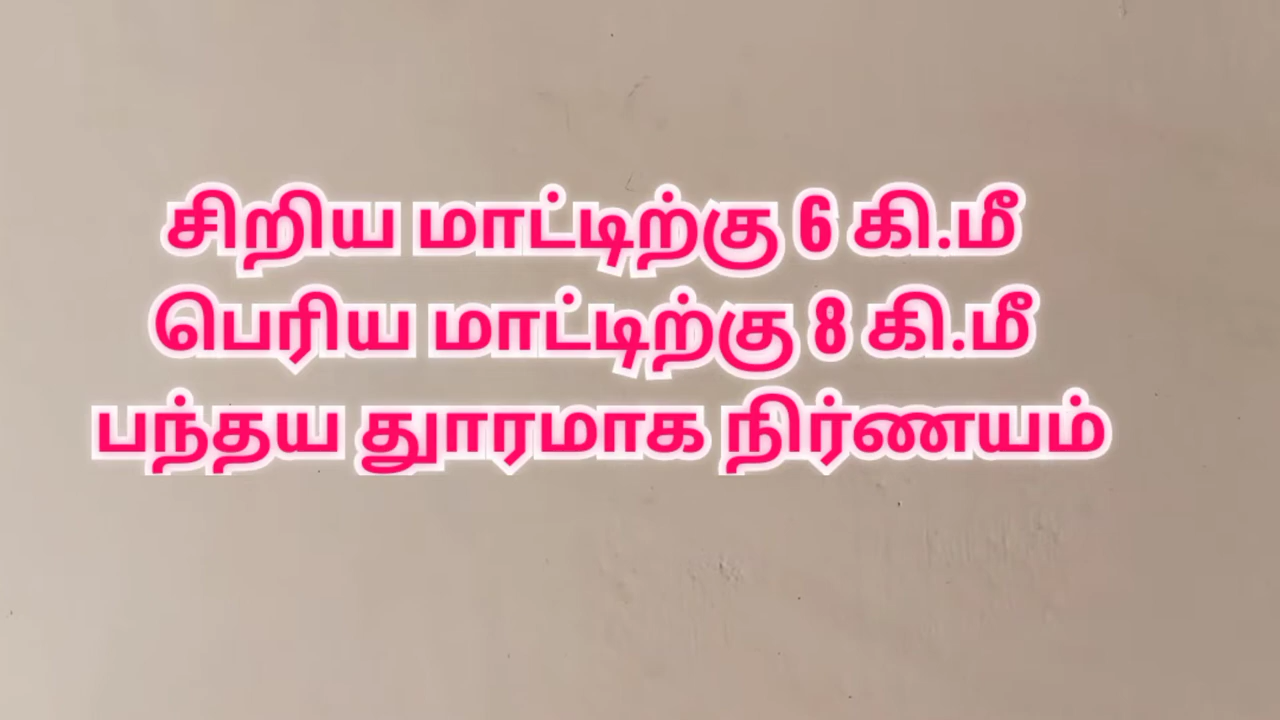 சிறிய மாட்டிற்கு 6 கி.மீ
பெரிய மாட்டிற்கு 8 கி.மீ
பந்தய தூரமாக நிர்ணயம்